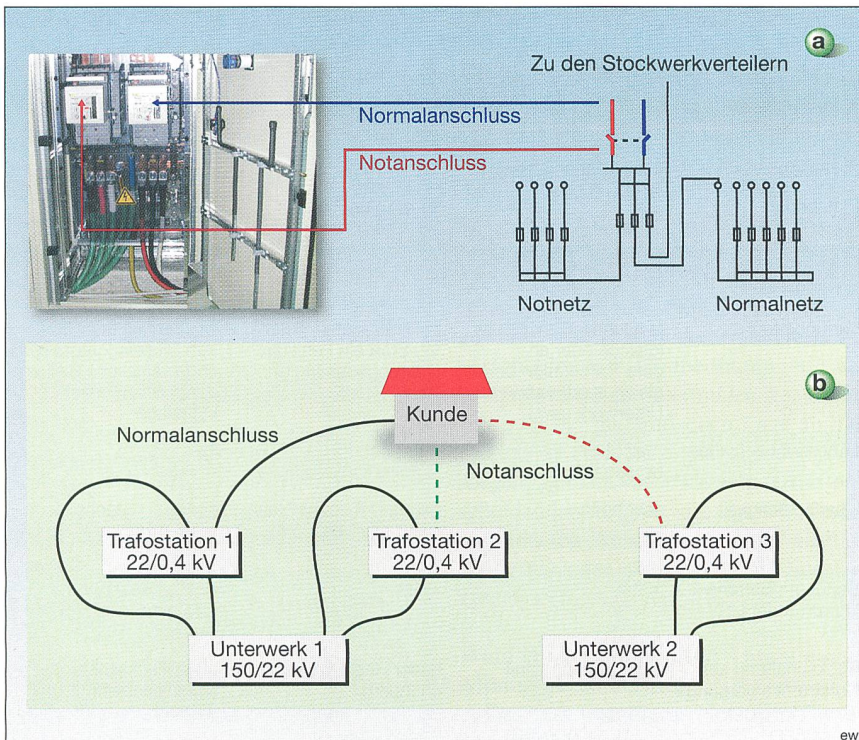 a
Zu den Stockwerkverteilern
Normalanschluss
Notanschluss
Notnetz
Normalnetz
b
Kunde
Normalanschluss
Notanschluss
Trafostation 1
22/0,4 kV
Trafostation 2
22/0,4 kV
Trafostation 3
22/0,4 kV
Unterwerk 1
150/22 kV
Unterwerk 2
150/22 kV
ew